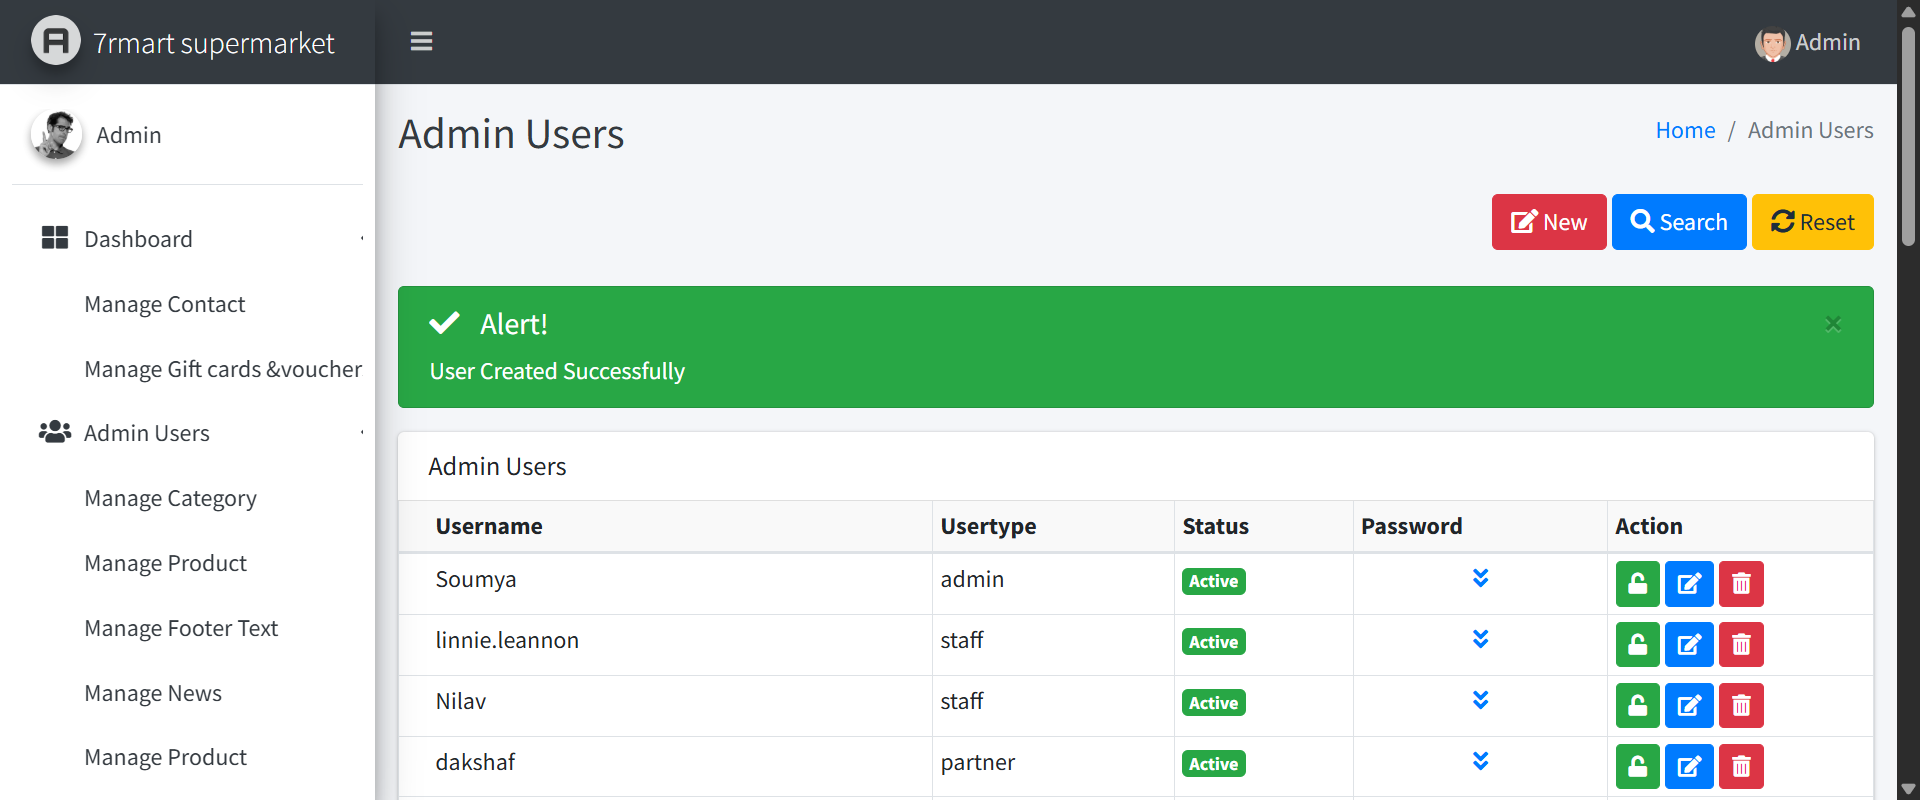 7rmart supermarket
Admin
Admin
Dashboard
Manage Contact
Manage Gift cards &voucher
Admin Users
Manage Category
Manage Product
Manage Footer Text
Manage News
Manage Product
Admin Users
Home / Admin Users
New Search Reset
Alert!
×
User Created Successfully
Admin Users
Username Usertype Status Password Action
Soumya admin Active
linnie.leannon staff Active
Nilav staff Active
dakshaf partner Active